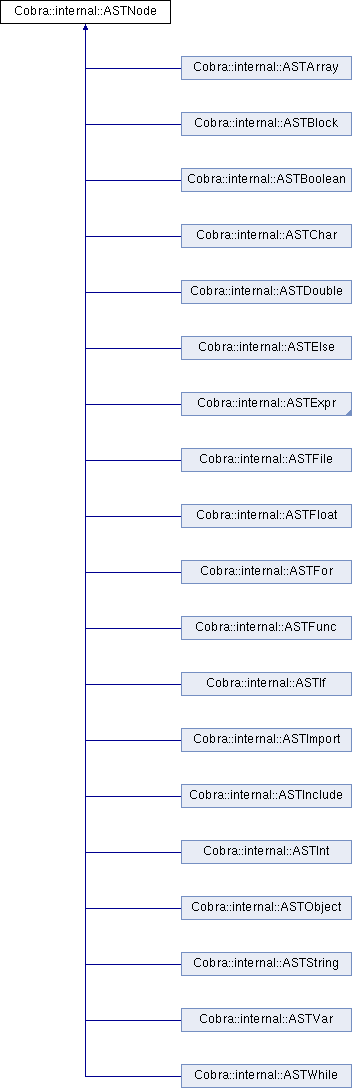 Cobra::internal::ASTNode
Cobra::internal::ASTArray
Cobra::internal::ASTBlock
Cobra::internal::ASTBoolean
Cobra::internal::ASTChar
Cobra::internal::ASTDouble
Cobra::internal::ASTElse
Cobra::internal::ASTExpr
Cobra::internal::ASTFile
Cobra::internal::ASTFloat
Cobra::internal::ASTFor
Cobra::internal::ASTFunc
Cobra::internal::ASTIf
Cobra::internal::ASTImport
Cobra::internal::ASTInclude
Cobra::internal::ASTInt
Cobra::internal::ASTObject
Cobra::internal::ASTString
Cobra::internal::ASTVar
Cobra::internal::ASTWhile